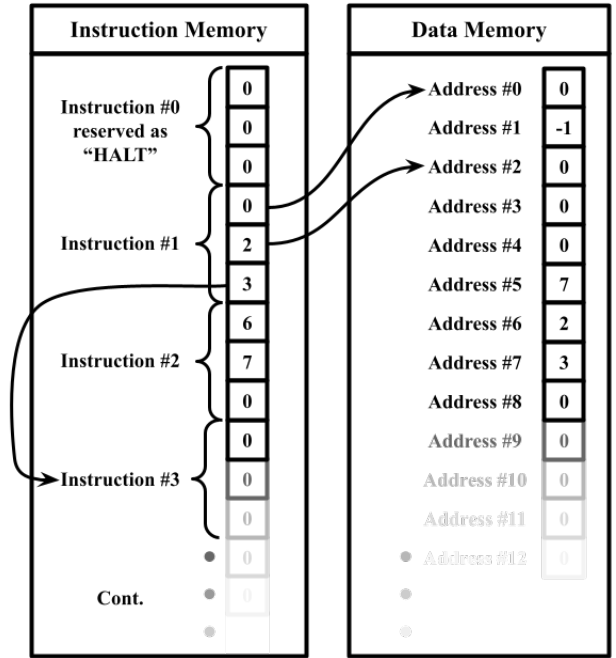 Instruction Memory
Instruction #0
reserved as
“HALT”
0
0
0
Instruction #1
0
2
3
Instruction #2
6
7
0
Instruction #3
0
0
0
0
Cont.
0
Data Memory
Address #0 0
Address #1 -1
Address #2 0
Address #3 0
Address #4 0
Address #5 7
Address #6 2
Address #7 3
Address #8 0
Address #9 0
Address #10 0
Address #11 0
Address #12 0